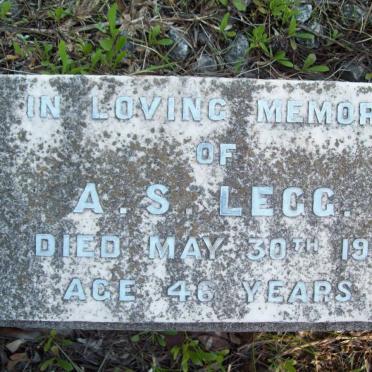 IN LOVING MEMOR
OF
A. S. LEGG.
DIED MAY 30TH 19
AGE 46 YEARS.